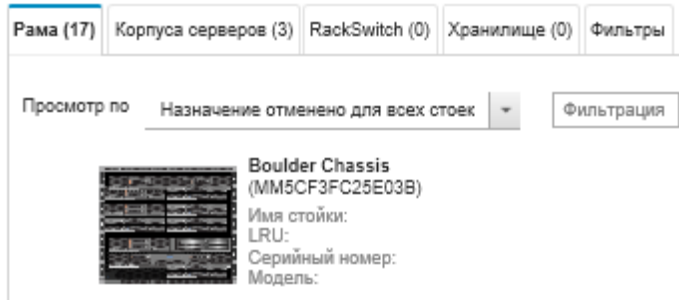 Рама (17) Корпуса серверов (3) RackSwitch (0) Хранилище (0) Фильтры
Просмотр по Назначение отменено для всех стоек Фильтрация
Boulder Chassis
(MM5CF3FC25E03B)
Имя стойки:
LRU:
Серийный номер:
Модель: